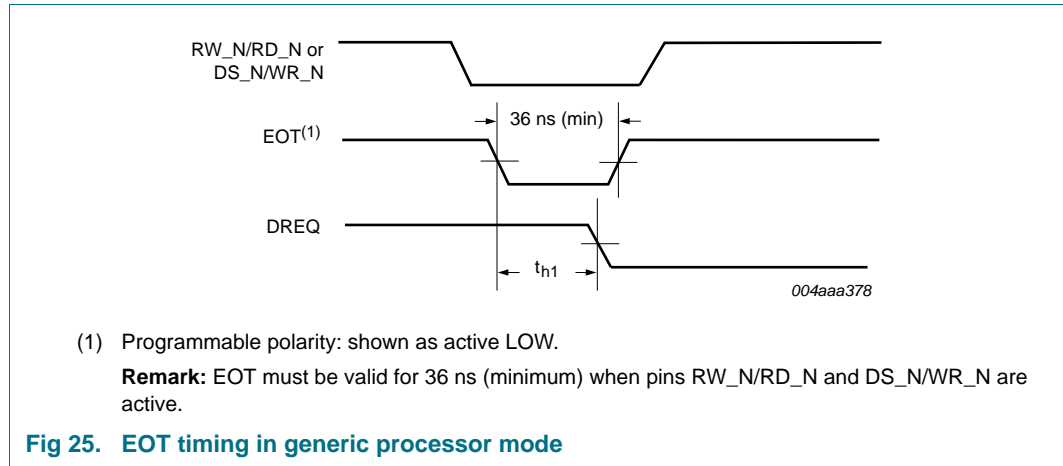 RW_N/RD_N or
DS_N/WR_N
36 ns (min)
EOT(1)
DREQ
th1
004aaa378
(1) Programmable polarity: shown as active LOW.
Remark: EOT must be valid for 36 ns (minimum) when pins RW_N/RD_N and DS_N/WR_N are
active.
Fig 25. EOT timing in generic processor mode